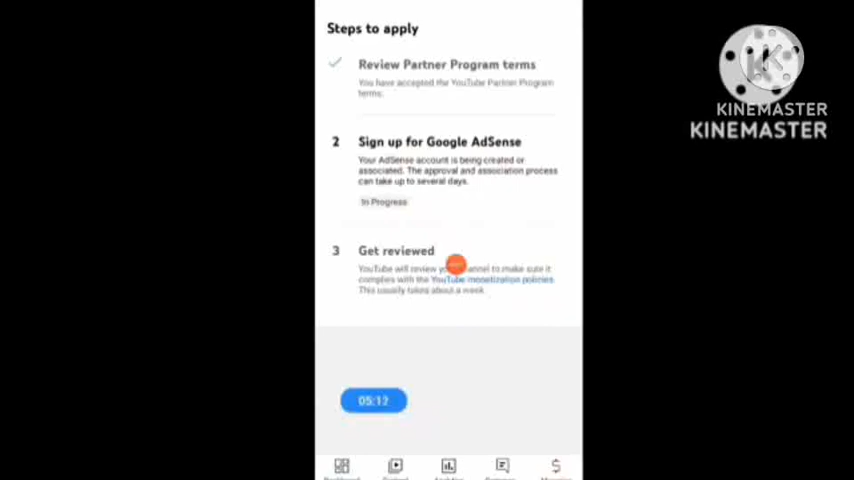 Steps to apply
Review Partner Program terms
You have accepted the YouTube Partner Program
terms.
2 Sign up for Google AdSense
Your AdSense account is being created or
associated. The approval and association process
can take up to several days.
In Progress
3 Get reviewed
YouTube will review your channel to make sure it
complies with the YouTube monetization policies.
This usually takes about a week.
05:12
KINEMASTER
KINEMASTER